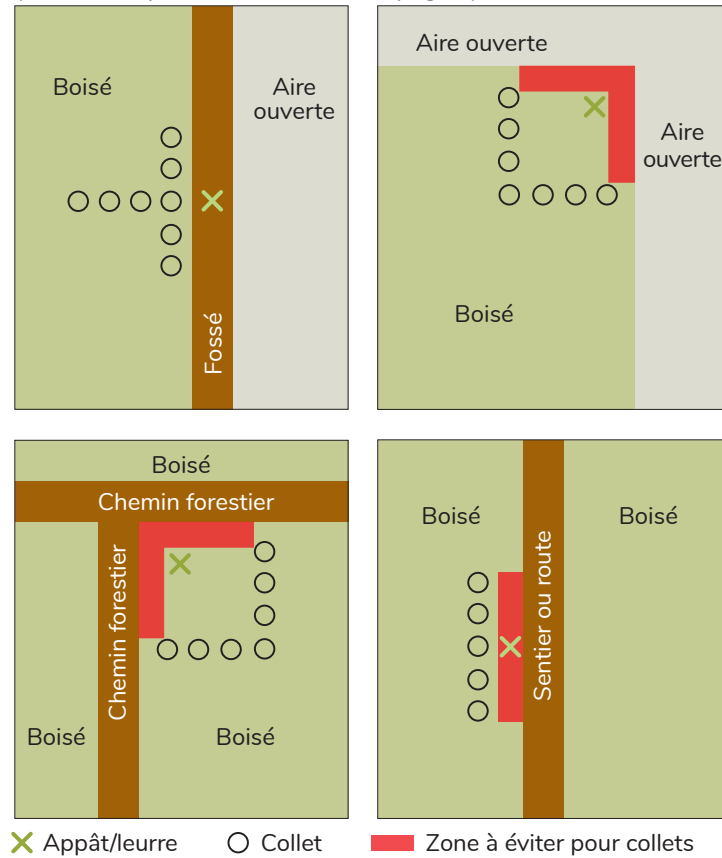 Boisé
Aire
ouverte
Fossé
Aire ouverte
Aire
ouverte
Boisé
Boisé
Chemin forestier
Chemin forestier
Boisé
Boisé
Boisé
Boisé
Sentier ou route
Appât/leurre
Collet
Zone à éviter pour collets